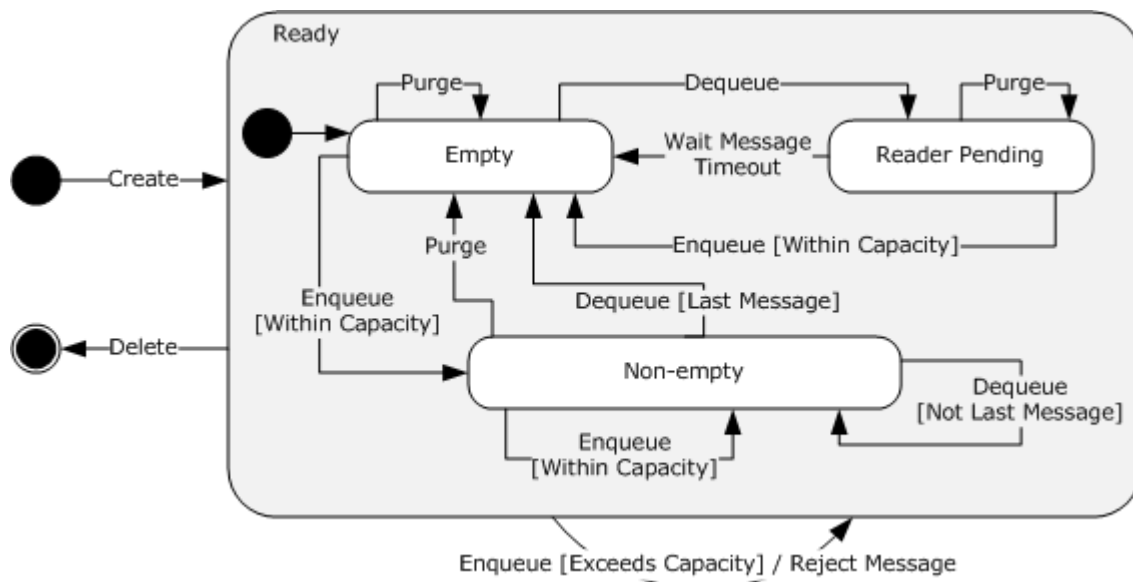 Ready
Purge
Dequeue
Purge
Empty
Wait Message
Timeout
Reader Pending
Create
Purge
Enqueue [Within Capacity]
Enqueue
[Within Capacity]
Dequeue [Last Message]
Delete
Non-empty
Dequeue
[Not Last Message]
Enqueue
[Within Capacity]
Enqueue [Exceeds Capacity] / Reject Message